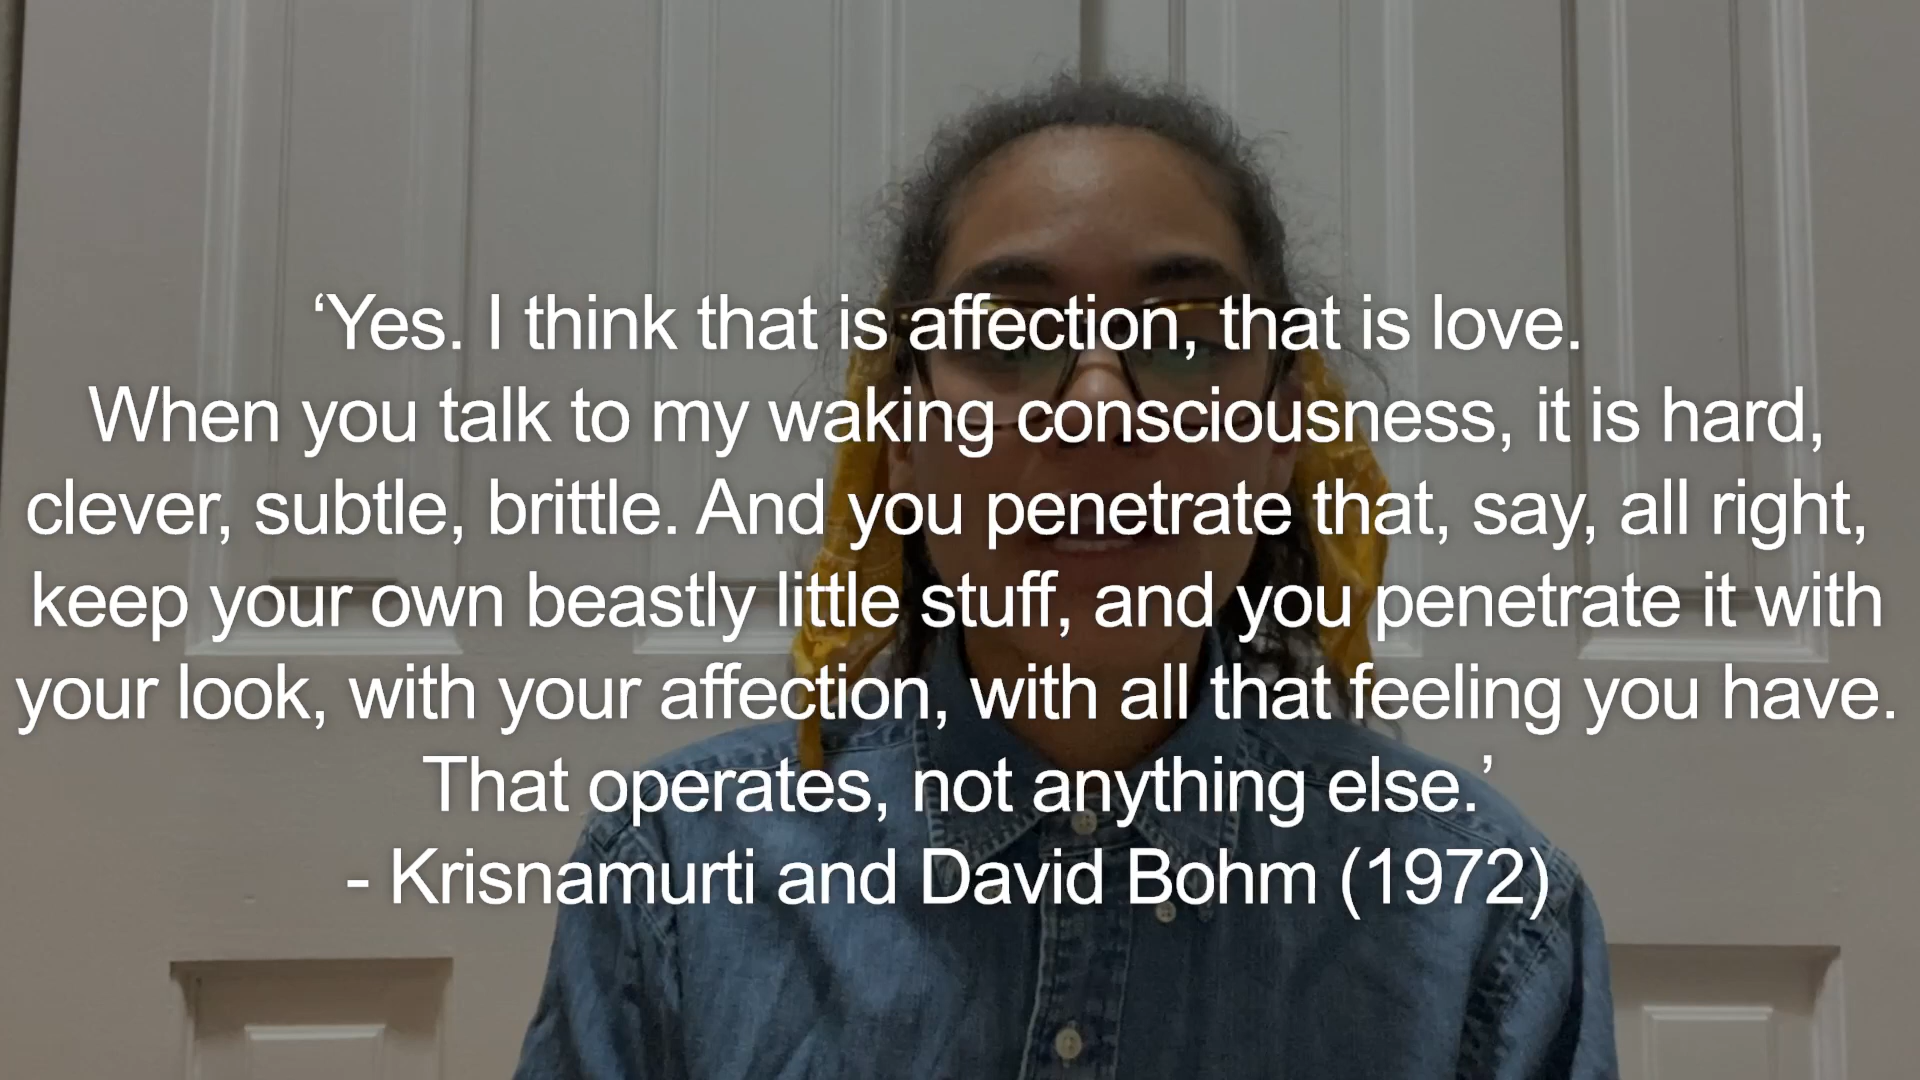 ‘Yes. I think that is affection, that is love.
When you talk to my waking consciousness, it is hard,
clever, subtle, brittle. And you penetrate that, say, all right,
keep your own beastly little stuff, and you penetrate it with
your look, with your affection, with all that feeling you have.
That operates, not anything else.’
- Krisnamurti and David Bohm (1972)